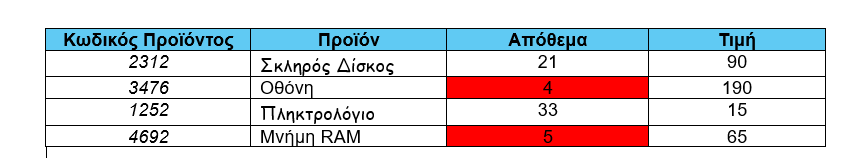 Κωδικός Προϊόντος Προϊόν Απόθεμα Τιμή
2312 Σκληρός Δίσκος 21 90
3476 Οθόνη 4 190
1252 Πληκτρολόγιο 33 15
4692 Μνήμη RAM 5 65